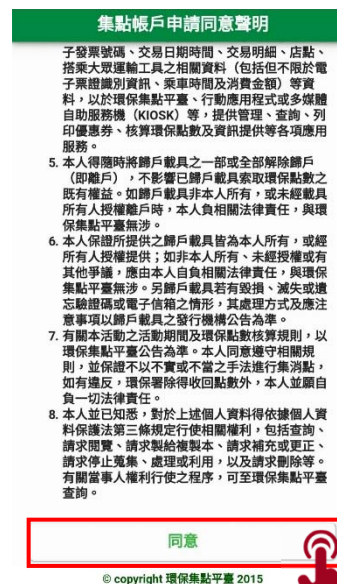 集點帳戶申請同意聲明
子發票號碼、交易日期時間、交易明細、店點、
搭乘大眾運輸工具之相關資料（包括但不限於電
子票證識別資訊、乘車時間及消費金額）等資
料，以於環保集點平臺、行動應用程式或多媒體
自助服務機（KIOSK）等，提供管理、查詢、列
印優惠券、核算環保點數及資訊提供等各項應用
服務。
5. 本人得隨時將歸戶載具之一部或全部解除歸戶
（即離戶），不影響已歸戶載具索取環保點數之
既有權益。如歸戶載具非本人所有，或未經載具
所有人授權離戶時，本人負相關法律責任，與環
保集點平臺無涉。
6. 本人保證所提供之歸戶載具皆為本人所有，或經
所有人授權提供；如非本人所有、未經授權或有
其他爭議，應由本人自負相關法律責任，與環保
集點平臺無涉。另歸戶載具若有毀損、滅失或遺
忘驗證碼或電子信箱之情形，其處理方式及應注
意事項以歸戶載具之發行機構公告為準。
7. 有關本活動之活動期間及環保點數核算規則，以
環保集點平臺公告為準。本人同意遵守相關規
則，並保證不以不實或不當之手法進行集消點，
如有違反，環保署除得收回點數外，本人並願自
負一切法律責任。
8. 本人並已知悉，對於上述個人資料得依據個人資
料保護法第三條規定行使相關權利，包括查詢、
請求閱覽、請求製給複製本、請求補充或更正、
請求停止蒐集、處理或利用，以及請求刪除等。
有關當事人權利行使之程序，可至環保集點平臺
查詢。
同意
© copyright 環保集點平臺 2015